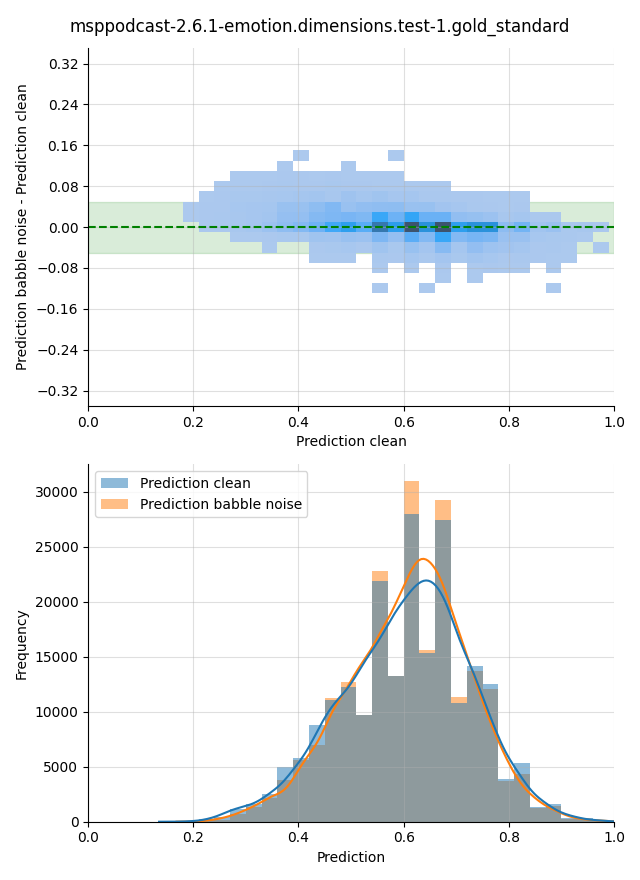 msppodcast-2.6.1-emotion.dimensions.test-1.gold_standard
Prediction babble noise - Prediction clean
0.32
0.24
0.16
0.08
0.00
−0.08
−0.16
−0.24
−0.32
0.0 0.2 0.4 0.6 0.8 1.0
Prediction clean
Frequency
30000
25000
20000
15000
10000
5000
0
Prediction clean
Prediction babble noise
0.0 0.2 0.4 0.6 0.8 1.0
Prediction